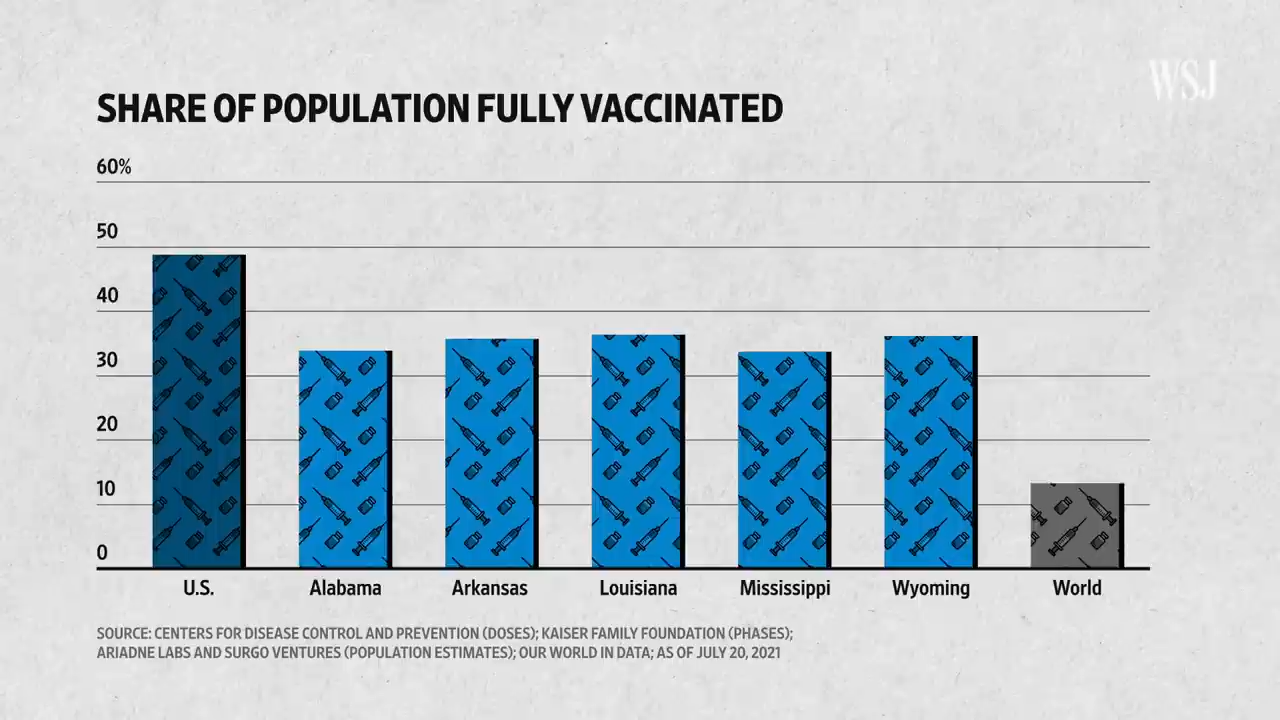 WSJ
SHARE OF POPULATION FULLY VACCINATED
60%
50
40
30
20
10
0
U.S.
Alabama
Arkansas
Louisiana
Mississippi
Wyoming
World
SOURCE: CENTERS FOR DISEASE CONTROL AND PREVENTION (DOSES); KAISER FAMILY FOUNDATION (PHASES);
ARIADNE LABS AND SURGO VENTURES (POPULATION ESTIMATES); OUR WORLD IN DATA; AS OF JULY 20, 2021